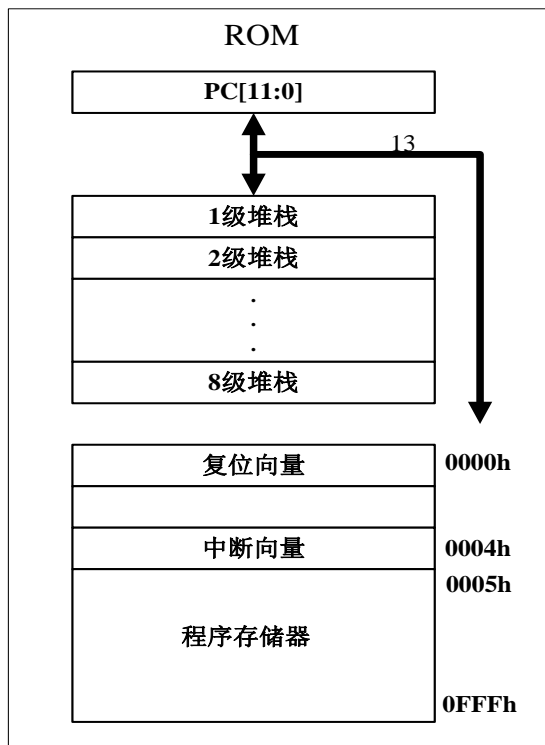 ROM
PC[11:0]
13
1级堆栈
2级堆栈
.
.
.
8级堆栈
复位向量 0000h
中断向量 0004h
0005h
程序存储器
0FFFh